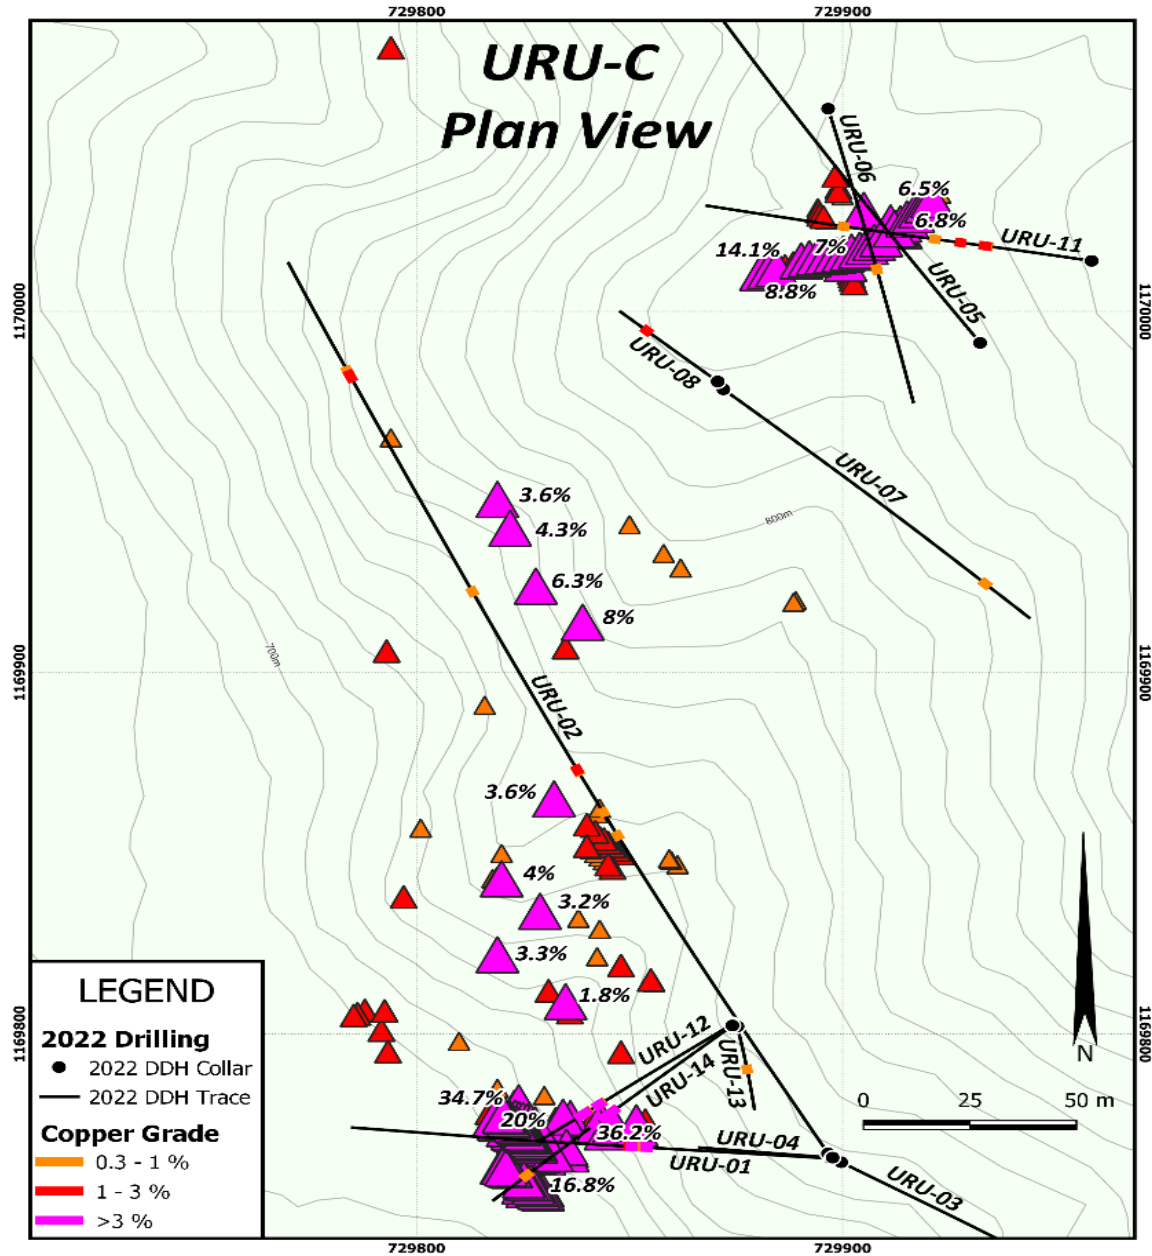 729800
729900
URU-C
Plan View
URU-06
6.5%
6.8%
URU-11
14.1%
7%
8.8%
URU-05
1170000
1170000
URU-08
URU-07
3.6%
4.3%
800m
6.3%
8%
700m
1169900
1169900
URU-02
3.6%
4%
3.2%
3.3%
1.8%
1169800
1169800
URU-12
URU-14
URU-13
N
34.7%
20%
36.2%
16.8%
URU-04
URU-01
URU-03
0 25 50 m
LEGEND
2022 Drilling
2022 DDH Collar
2022 DDH Trace
Copper Grade
0.3 - 1 %
1 - 3 %
>3 %
729800
729900